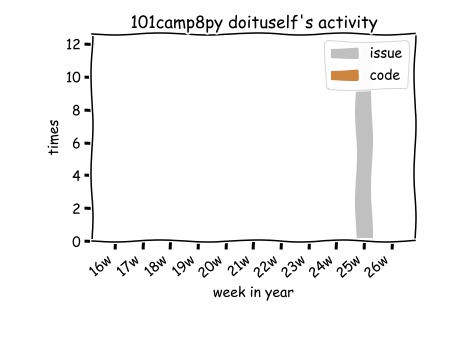 101camp8py doituself's activity
issue
code
12
10
8
6
4
2
0
times
16w 17w 18w 19w 20w 21w 22w 23w 24w 25w 26w
week in year